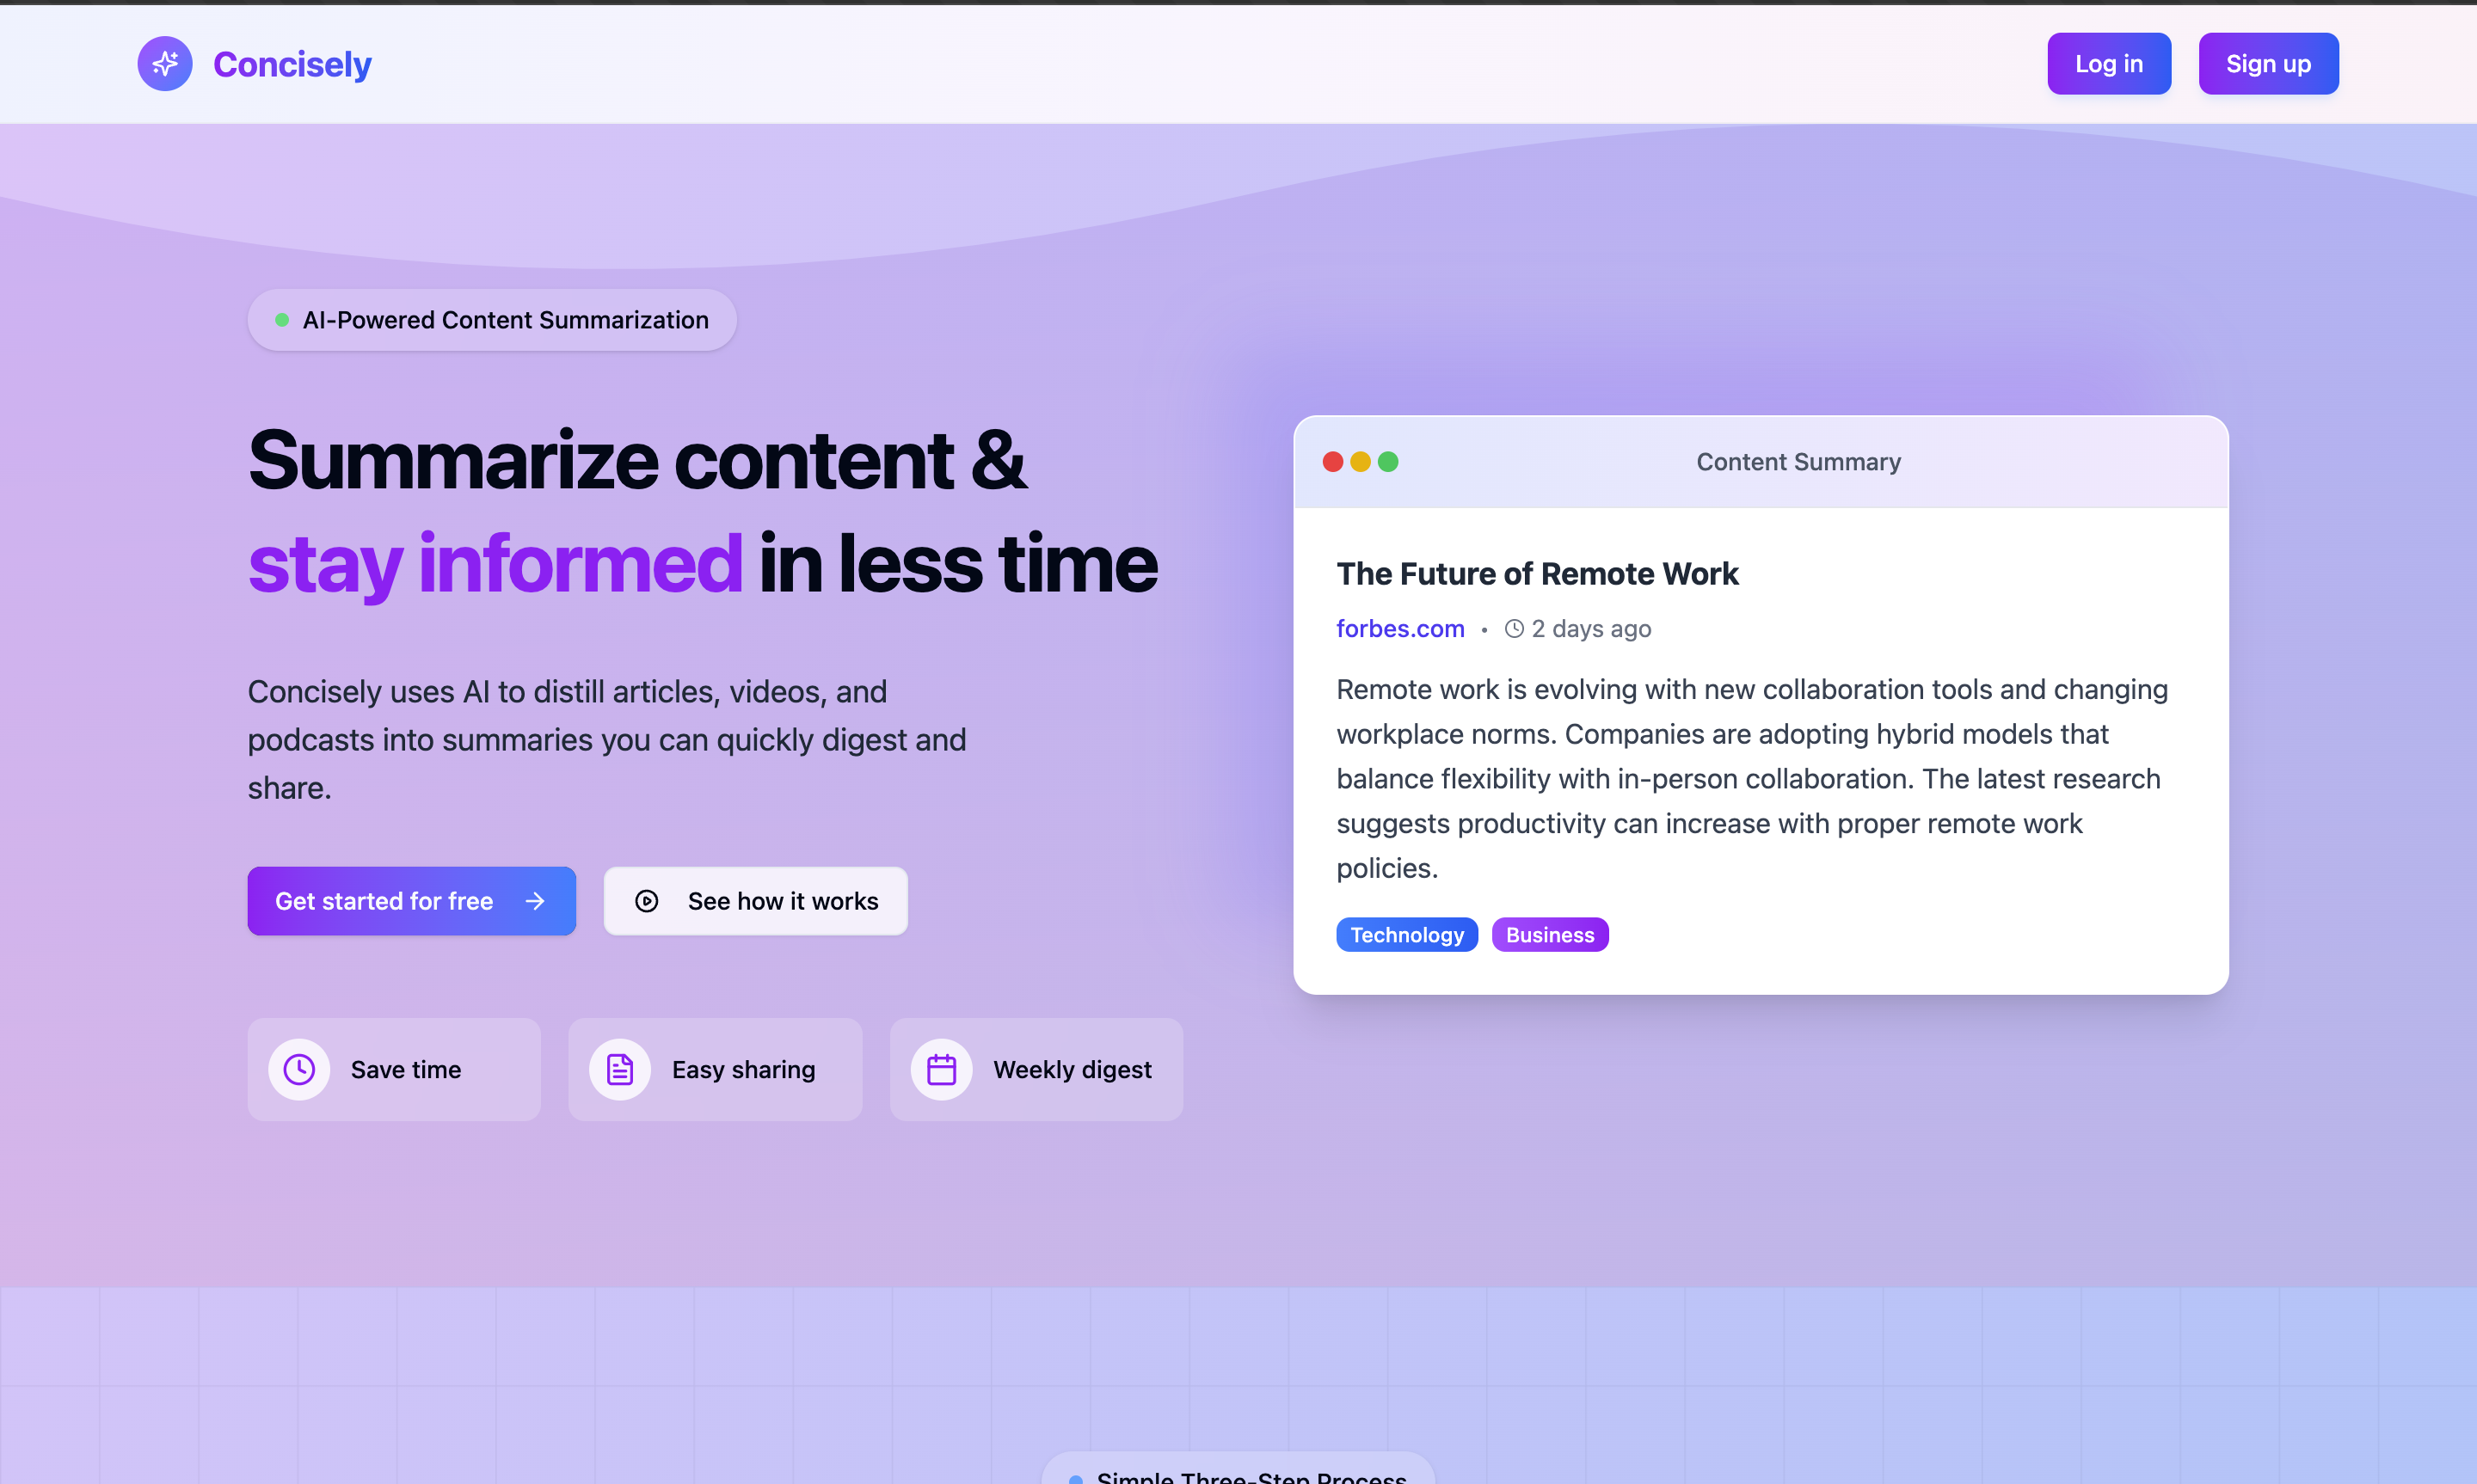 Concisely
Log in
Sign up
AI-Powered Content Summarization
Summarize content &
stay informed in less time
Concisely uses AI to distill articles, videos, and
podcasts into summaries you can quickly digest and
share.
Get started for free
See how it works
Save time
Easy sharing
Weekly digest
Content Summary
The Future of Remote Work
forbes.com • 2 days ago
Remote work is evolving with new collaboration tools and changing
workplace norms. Companies are adopting hybrid models that
balance flexibility with in-person collaboration. The latest research
suggests productivity can increase with proper remote work
policies.
Technology
Business
Simple Three-Step Process